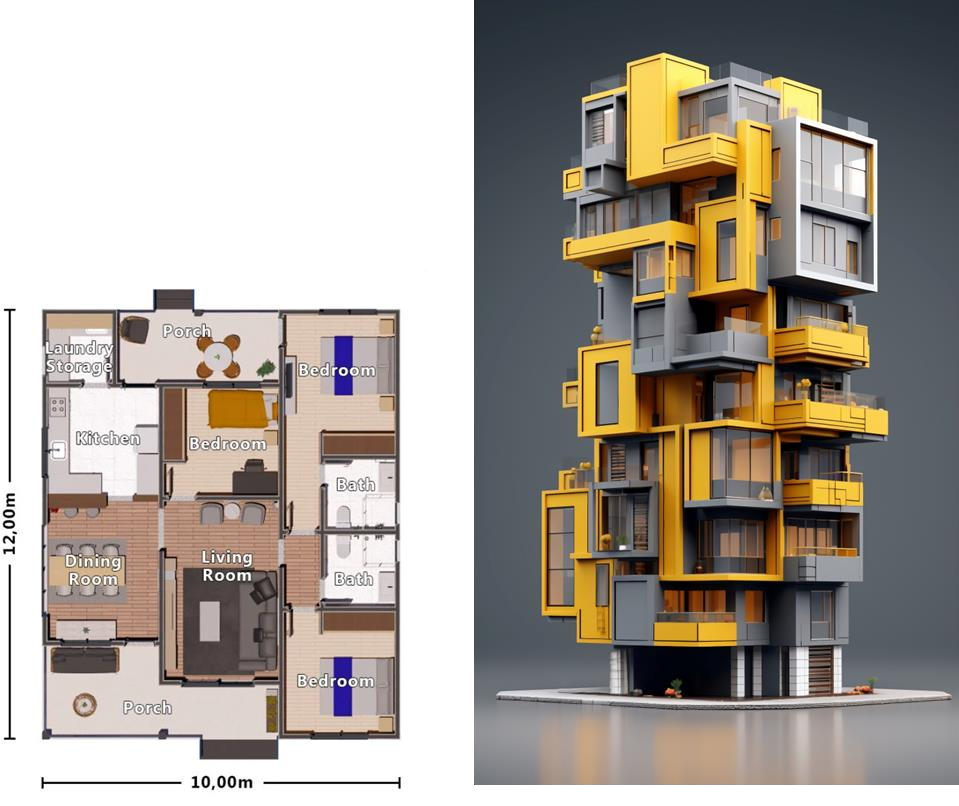 Porch
Laundry
Storage
Bedroom
Kitchen
Bedroom
Bath
Dining
Room
Living
Room
Bath
Bedroom
Porch
12,00m
10,00m